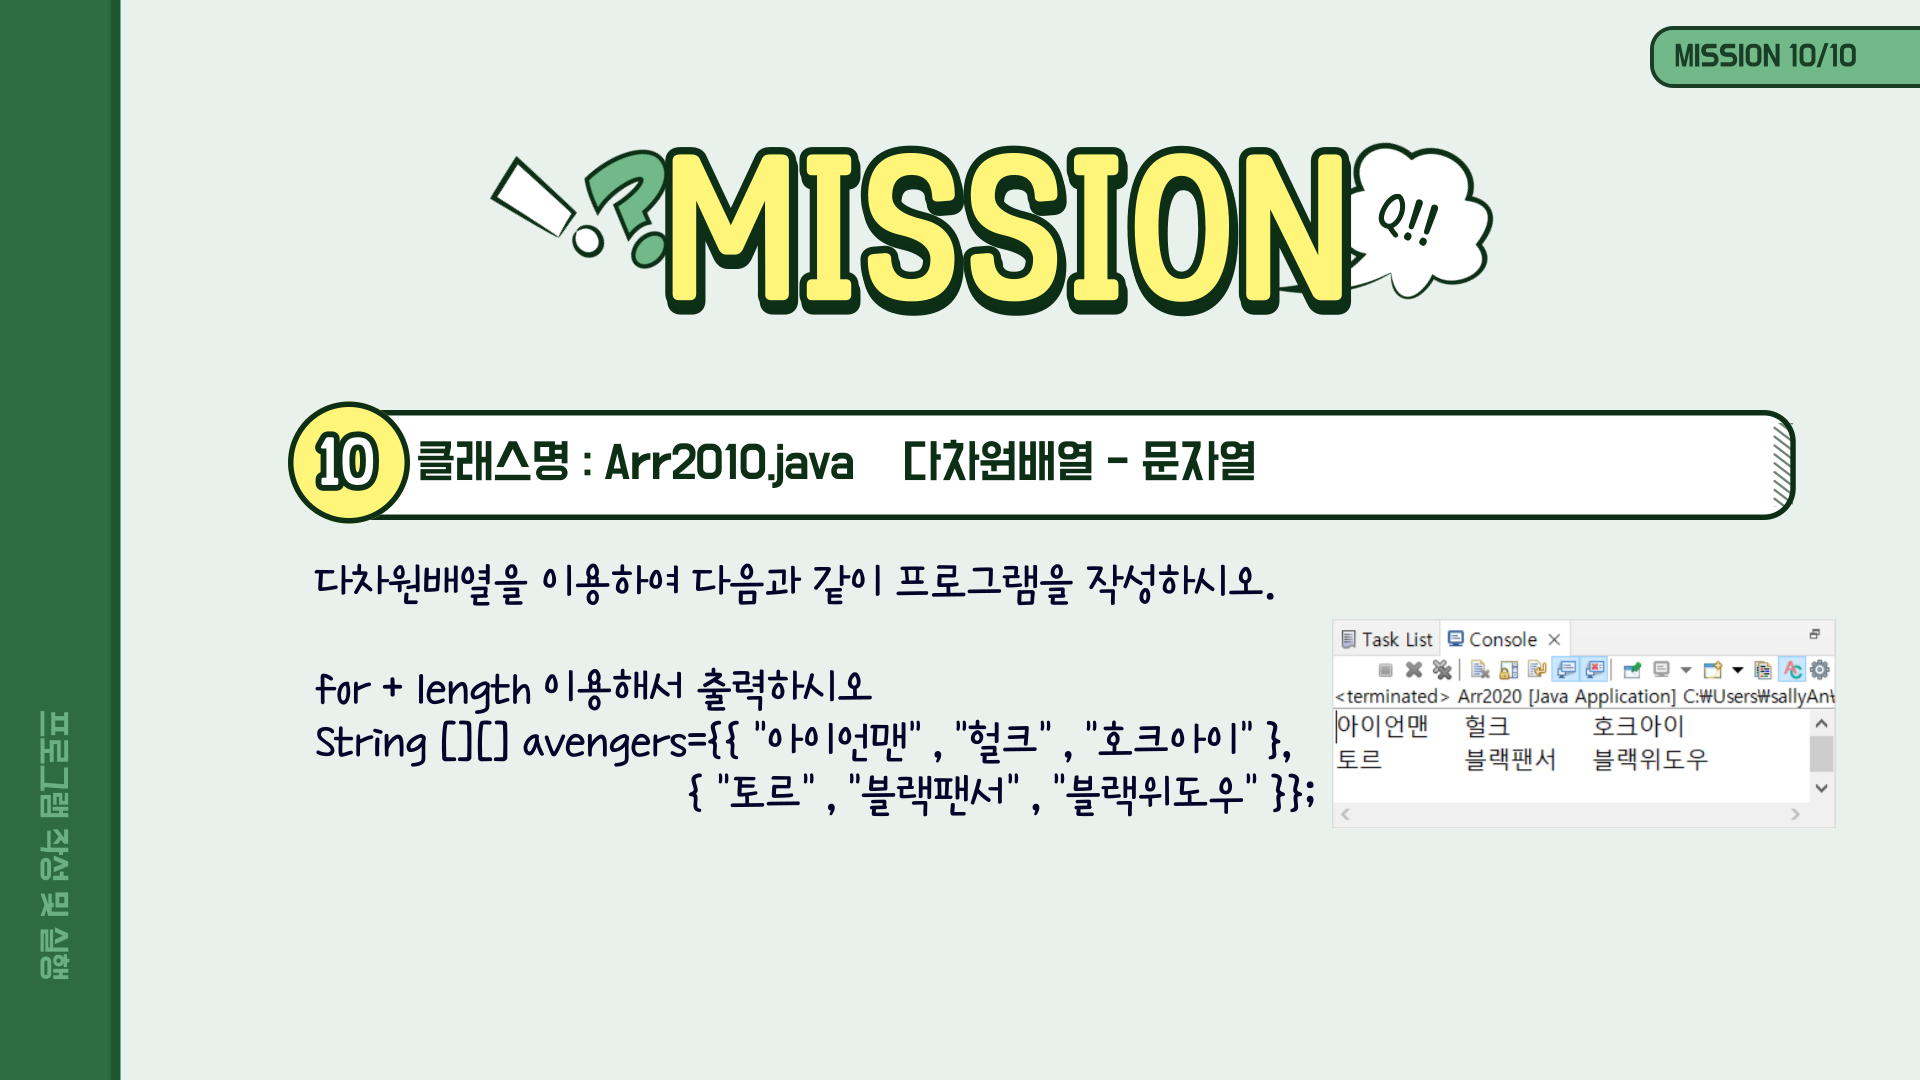 MISSION 10/10
!?
MISSION
Q!!
10 클래스명 : Arr2010.java 다차원배열 - 문자열
다차원배열을 이용하여 다음과 같이 프로그램을 작성하시오.
for + length 이용해서 출력하시오
String [][] avengers={{ "아이언맨" , "헐크" , "호크아이" },
{ "토르" , "블랙팬서" , "블랙위도우" }};
Task List Console
<terminated> Arr2020 [Java Application] C:₩Users₩sallyAn
아이언맨 헐크 호크아이
토르 블랙팬서 블랙위도우
프로그램 작성 및 실행